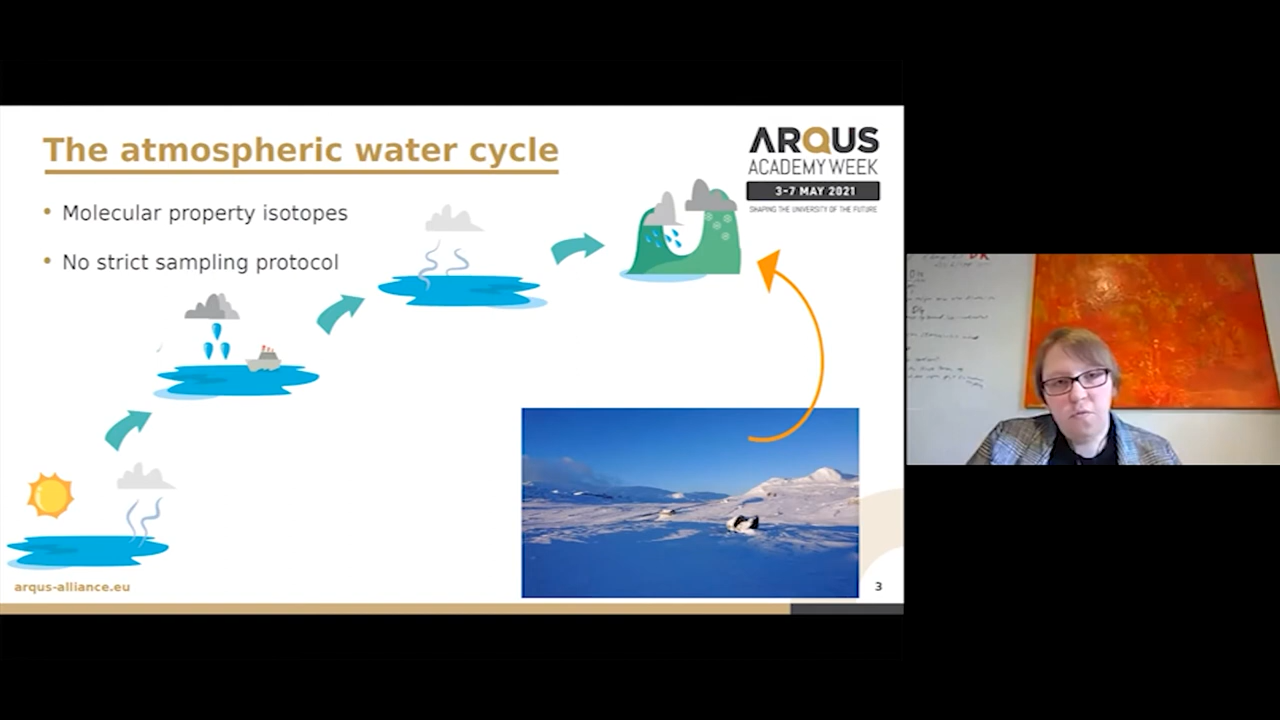 The atmospheric water cycle
• Molecular property isotopes
• No strict sampling protocol
ARQUS
ACADEMY WEEK
3-7 MAY 2021
SHAPING THE UNIVERSITY OF THE FUTURE
arqus-alliance.eu
3